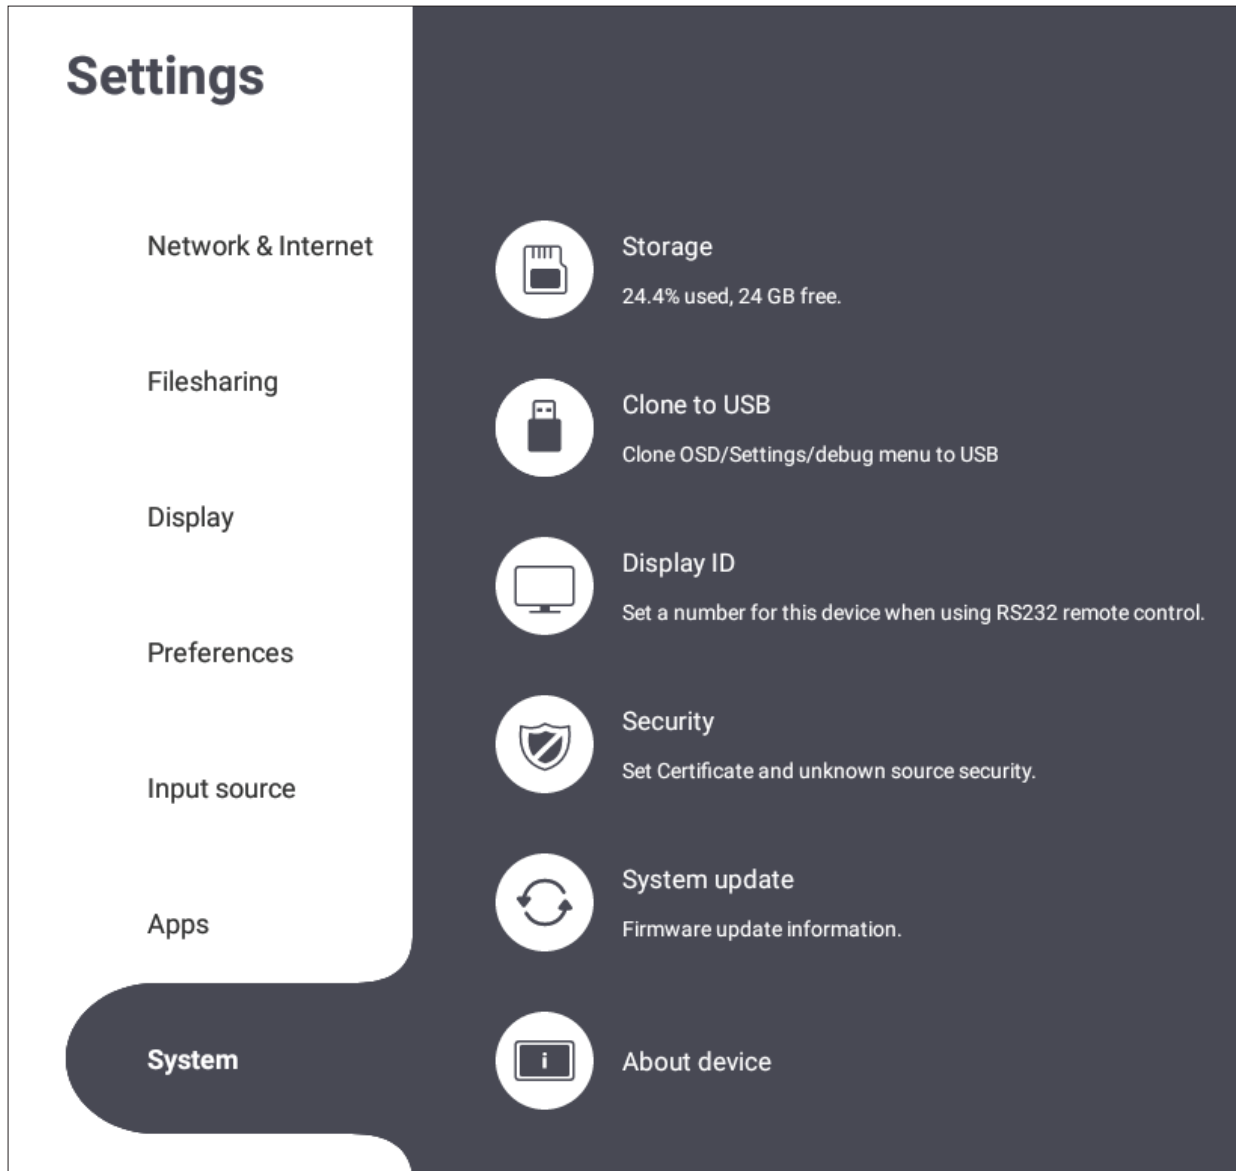 Settings
Network & Internet
Filesharing
Display
Preferences
Input source
Apps
System
Storage
24.4% used, 24 GB free.
Clone to USB
Clone OSD/Settings/debug menu to USB
Display ID
Set a number for this device when using RS232 remote control.
Security
Set Certificate and unknown source security.
System update
Firmware update information.
i
About device